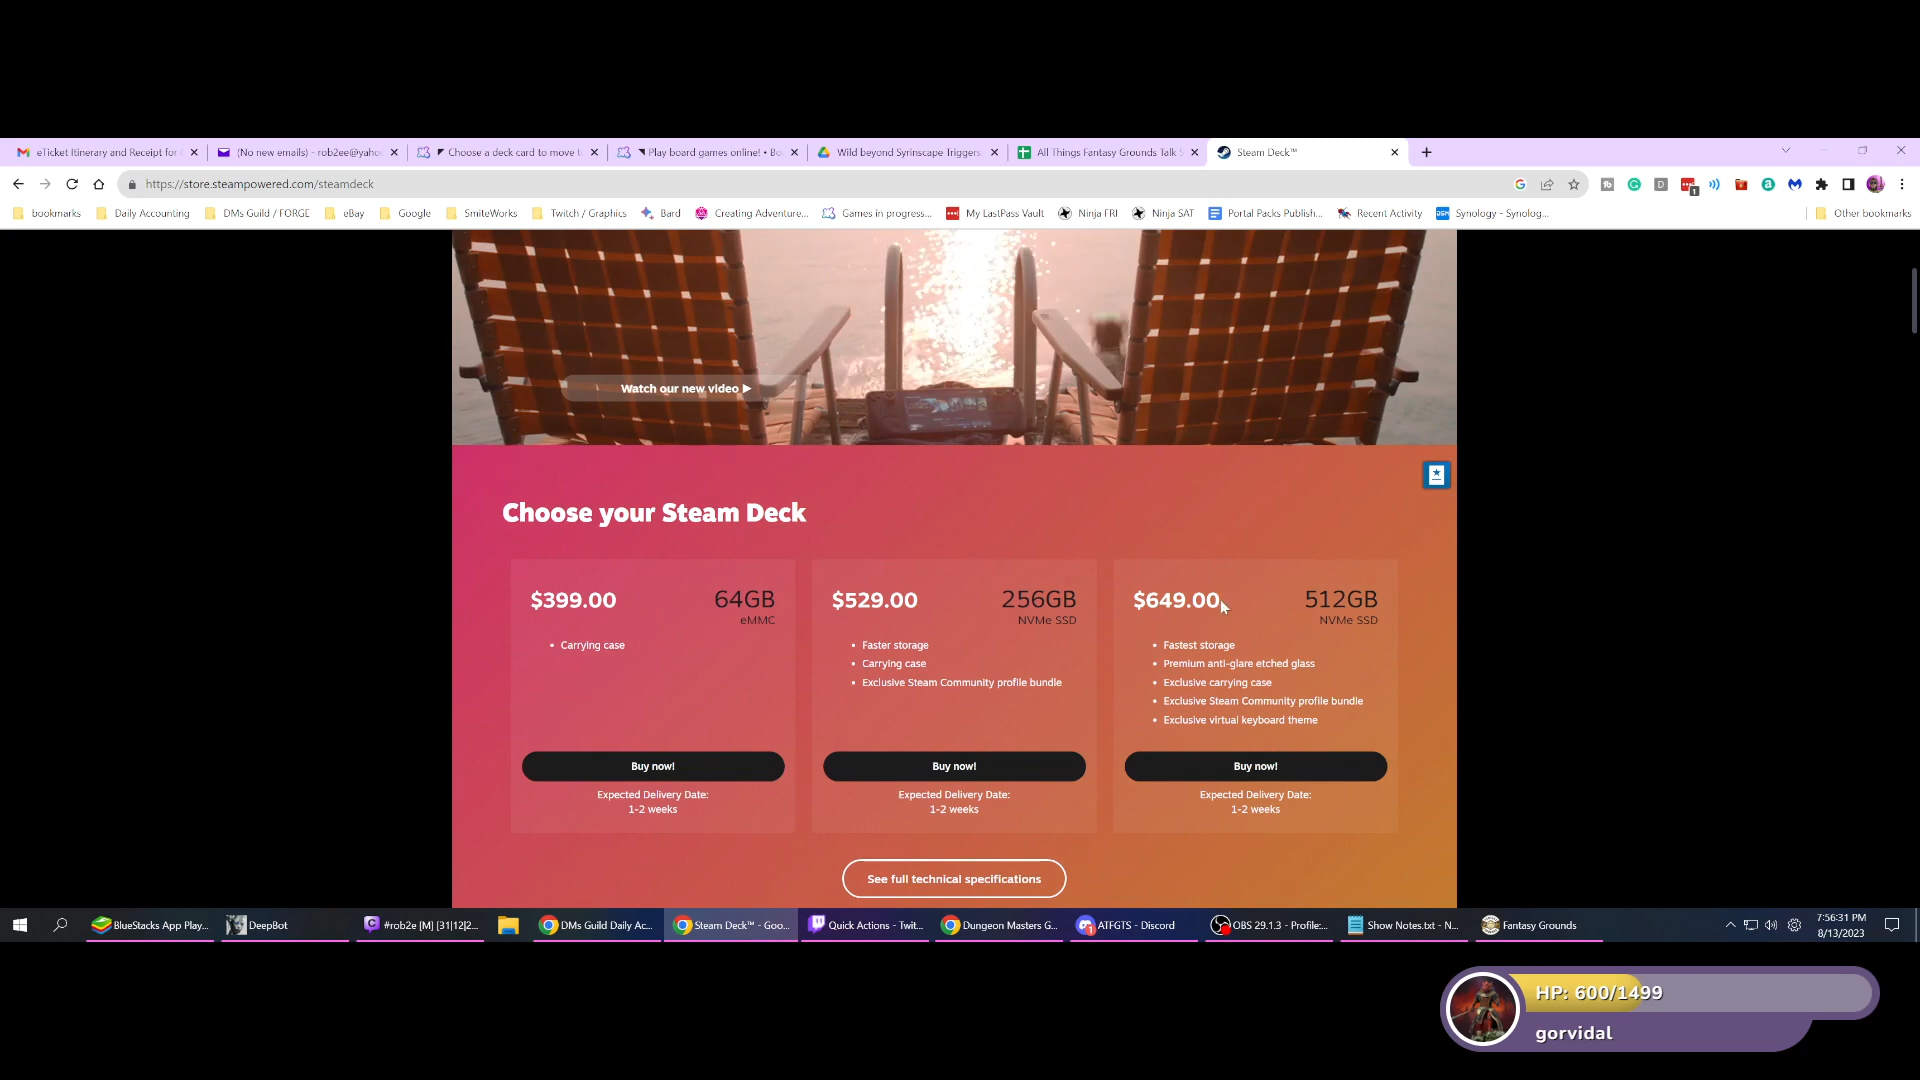 eTicket Itinerary and Receipt for
(No new emails) - rob2ee@yaho
Choose a deck card to move t
Play board games online! • Bo
Wild beyond Syrinscape Triggers
All Things Fantasy Grounds Talk S
Steam Deck™
https://store.steampowered.com/steamdeck
bookmarks
Daily Accounting
DMs Guild / FORGE
eBay
Google
SmiteWorks
Twitch / Graphics
Bard
Creating Adventure...
Games in progress...
My LastPass Vault
Ninja FRI
Ninja SAT
Portal Packs Publish...
Recent Activity
Synology - Synolog...
Other bookmarks
Watch our new video ▶
Choose your Steam Deck
$399.00
64GB
eMMC
• Carrying case
Buy now!
Expected Delivery Date:
1-2 weeks
$529.00
256GB
NVMe SSD
• Faster storage
• Carrying case
• Exclusive Steam Community profile bundle
Buy now!
Expected Delivery Date:
1-2 weeks
$649.00
512GB
NVMe SSD
• Fastest storage
• Premium anti-glare etched glass
• Exclusive carrying case
• Exclusive Steam Community profile bundle
• Exclusive virtual keyboard theme
Buy now!
Expected Delivery Date:
1-2 weeks
See full technical specifications
BlueStacks App Play...
DeepBot
#rob2e [M] [31|12|2...
DMs Guild Daily Ac...
Steam Deck™ - Goo...
Quick Actions - Twit...
Dungeon Masters G...
ATFGTS - Discord
OBS 29.1.3 - Profile:...
Show Notes.txt - N...
Fantasy Grounds
7:56:31 PM
8/13/2023
HP: 600/1499
gorvidal